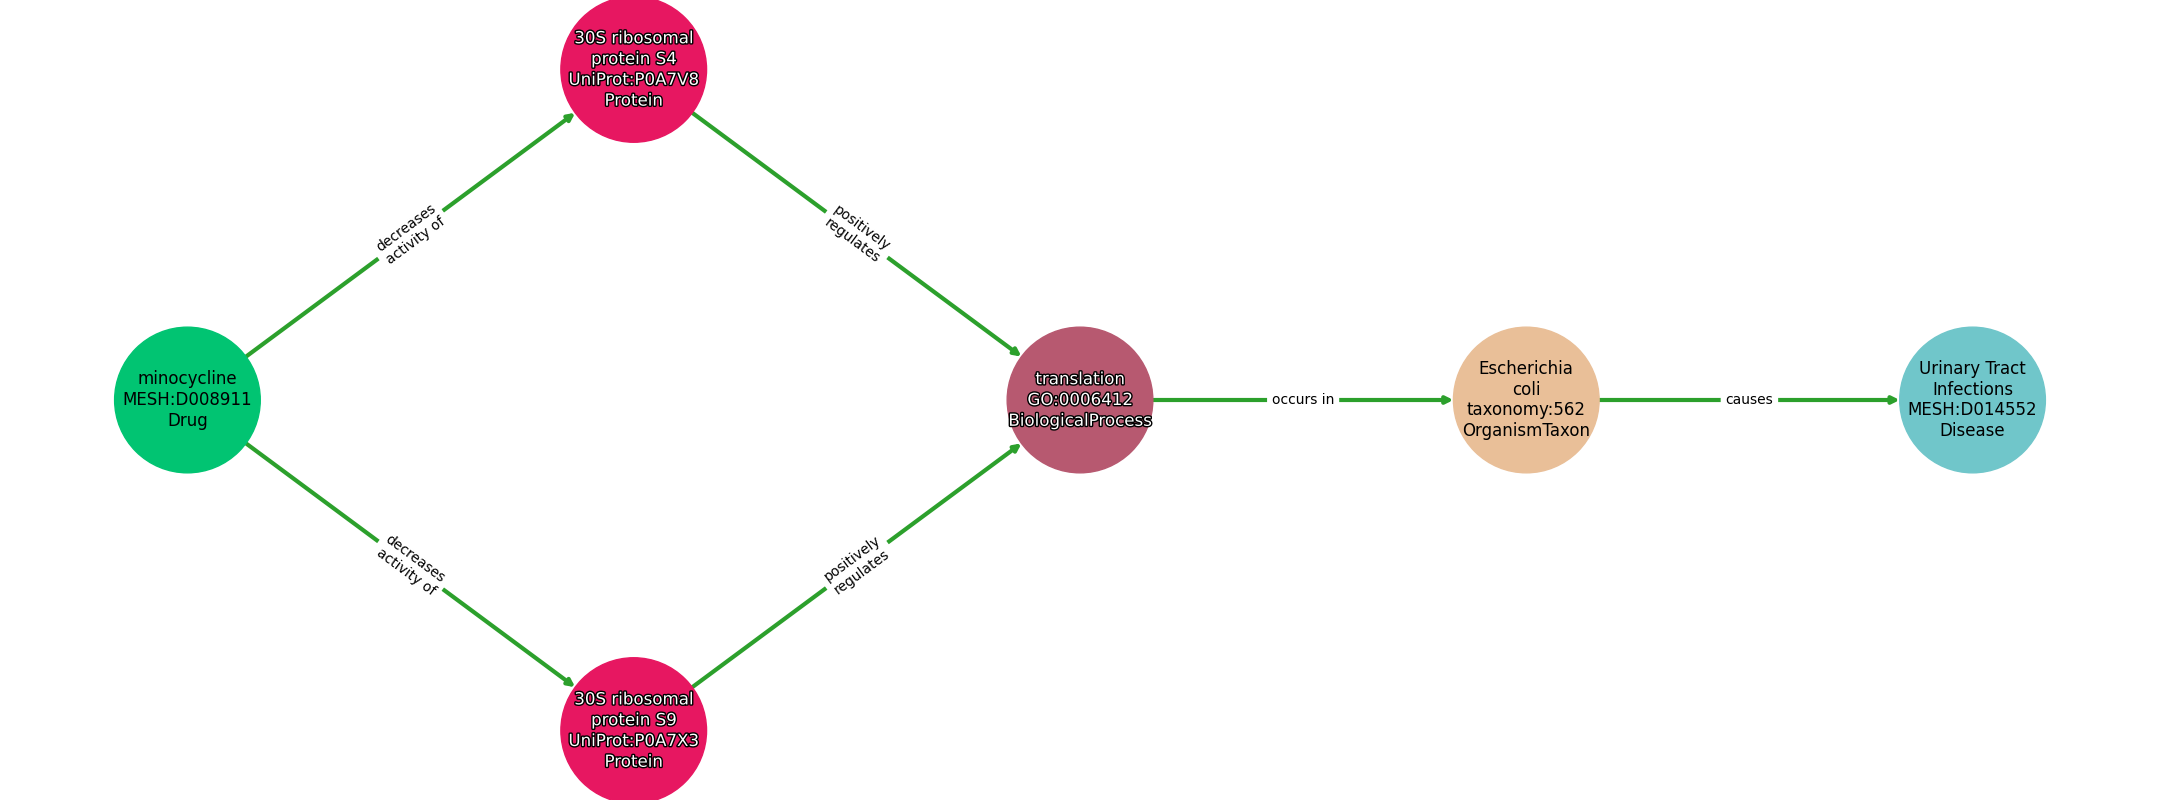 30S ribosomal
protein S4
UniProt:P0A7V8
Protein
decreases
activity of
positively
regulates
minocycline
MESH:D008911
Drug
translation
GO:0006412
BiologicalProcess
occurs in
Escherichia
coli
taxonomy:562
OrganismTaxon
causes
Urinary Tract
Infections
MESH:D014552
Disease
decreases
activity of
positively
regulates
30S ribosomal
protein S9
UniProt:P0A7X3
Protein